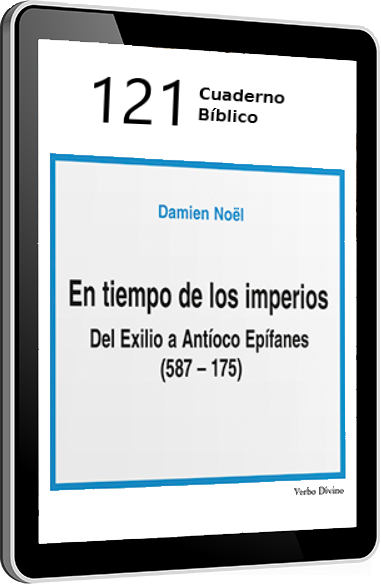 121 Cuaderno
Bíblico
Damien Noël
En tiempo de los imperios
Del Exilio a Antíoco Epífanes
(587 – 175)
Verbo Divino